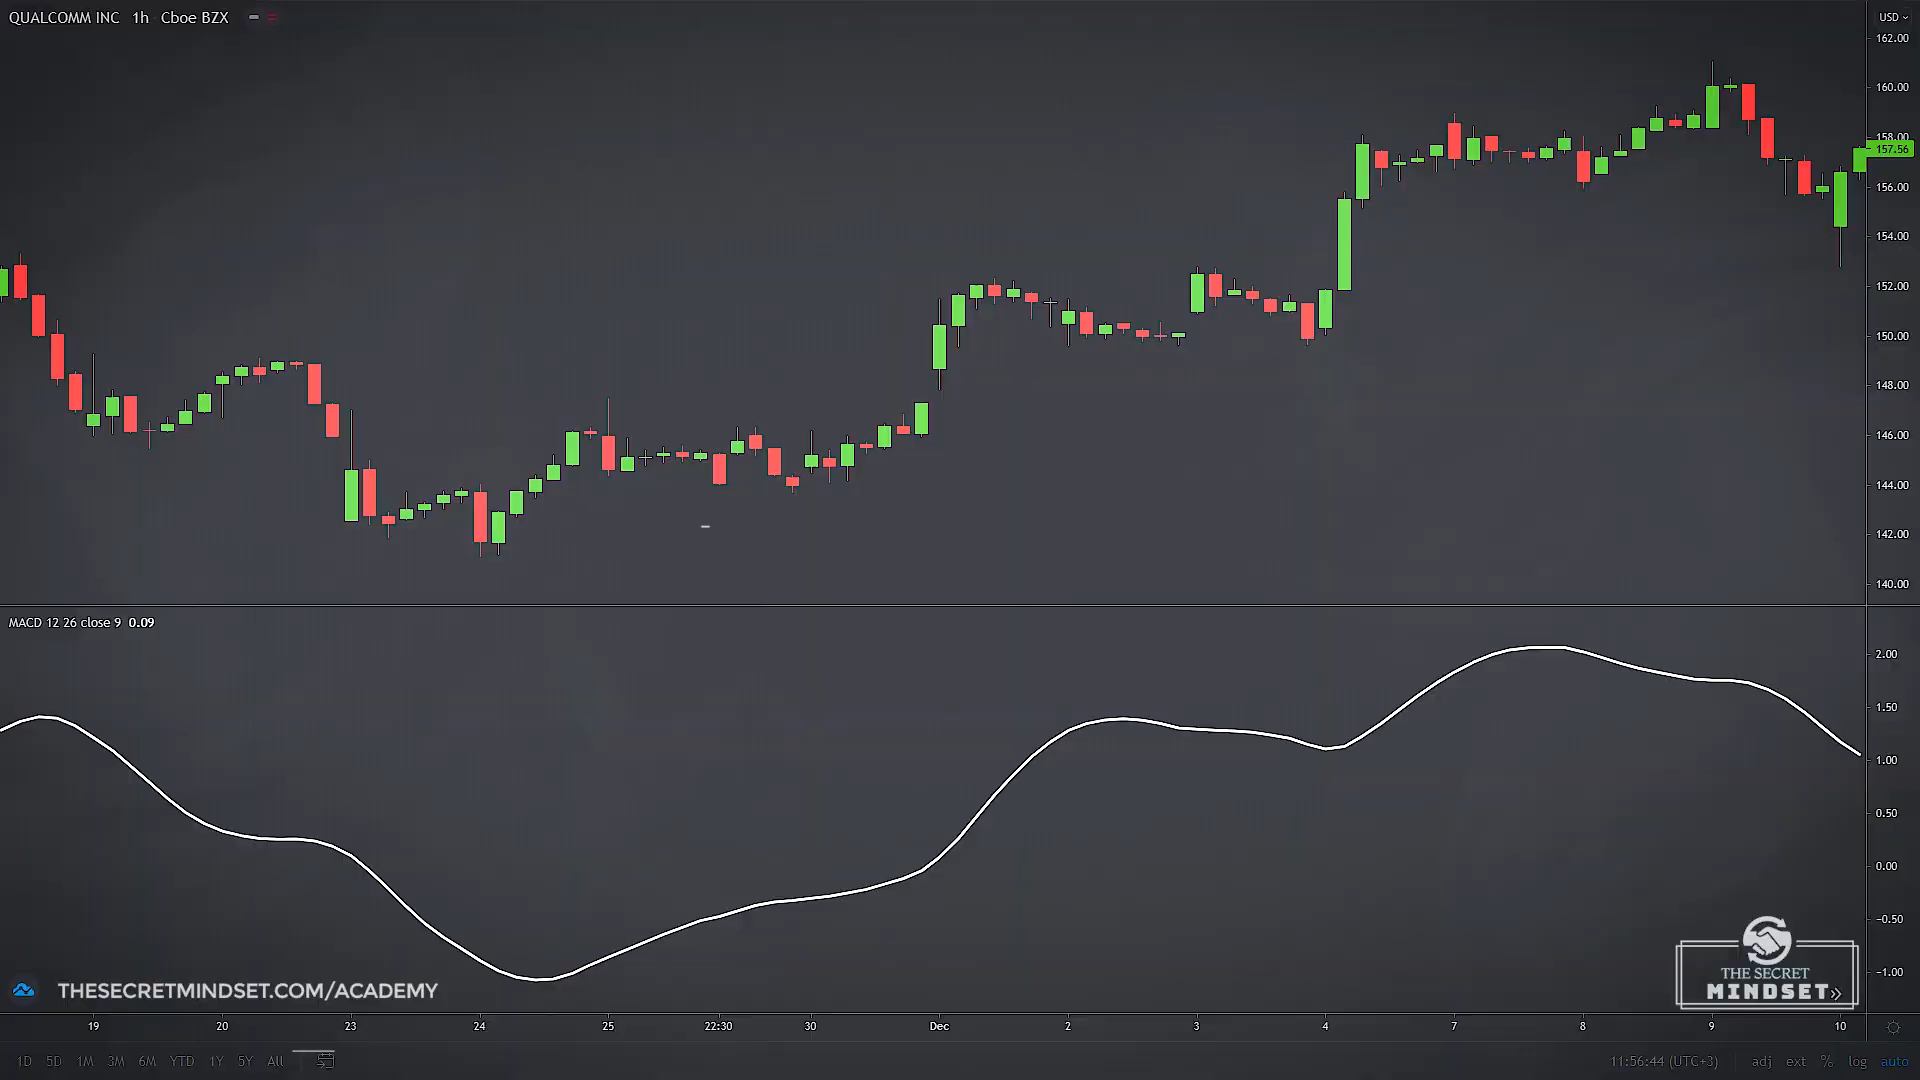 QUALCOMM INC 1h Cboe BZX
USD
162.00
160.00
158.00
157.56
156.00
154.00
152.00
150.00
148.00
146.00
144.00
142.00
140.00
MACD 12 26 close 9 0.09
2.00
1.50
1.00
0.50
0.00
−0.50
−1.00
THE SECRET
MINDSET
THESECRETMINDSET.COM/ACADEMY
19 20 23 24 25 22:30 30 Dec 2 3 4 7 8 9 10
1D 5D 1M 3M 6M YTD 1Y 5Y All 11:56:44 (UTC+3) adj ext % log auto